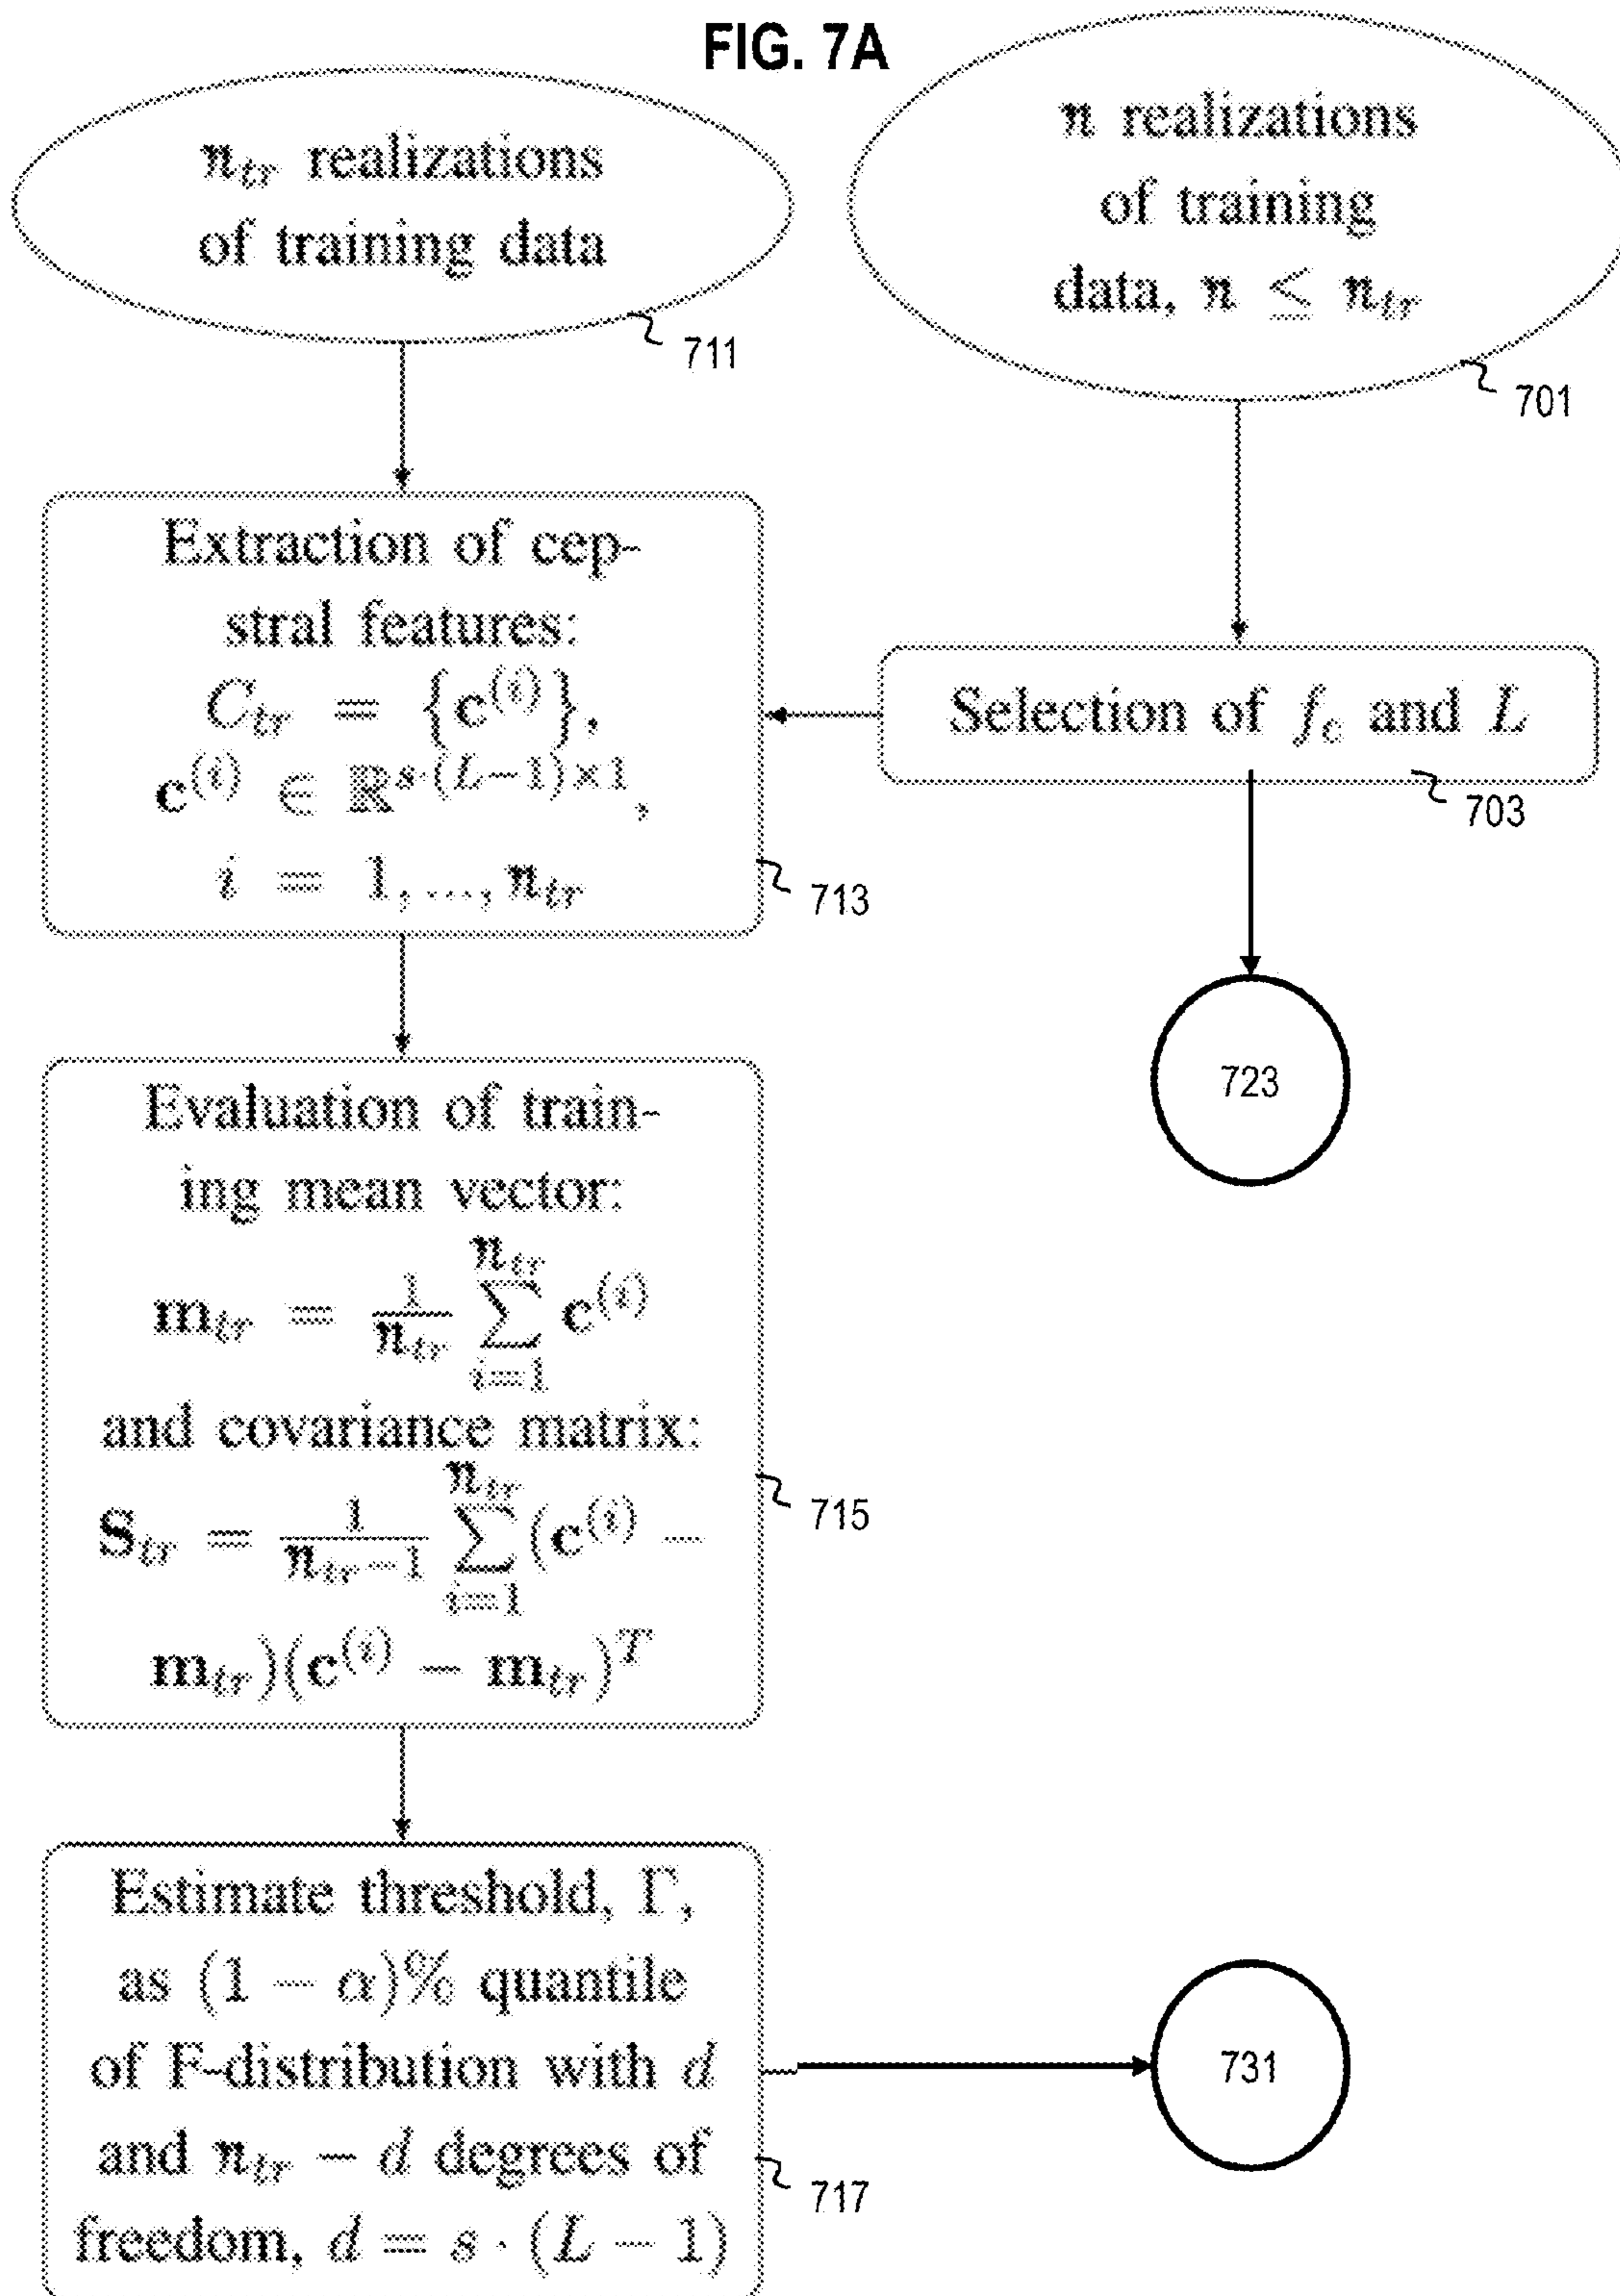 FIG. 7A
n_tr realizations
of training data
711
n realizations
of training
data, n ≤ n_tr
701
Extraction of cep-
stral features:
C_tr = {c^(i)},
c^(i) ∈ ℝ^{s·(L−1)×1},
i = 1, ..., n_tr
713
Selection of f_c and L
703
723
Evaluation of train-
ing mean vector:
m_tr = 1/n_tr ∑_{i=1}^{n_tr} c^(i)
and covariance matrix:
S_tr = 1/(n_tr−1) ∑_{i=1}^{n_tr} (c^(i) −
m_tr)(c^(i) − m_tr)^T
715
Estimate threshold, Γ,
as (1 − α)% quantile
of F-distribution with d
and n_tr − d degrees of
freedom, d = s · (L − 1)
717
731